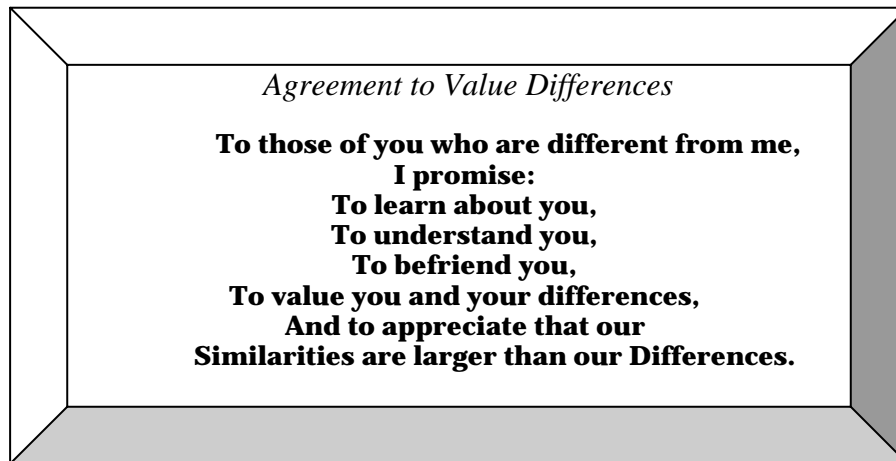 Agreement to Value Differences
To those of you who are different from me,
I promise:
To learn about you,
To understand you,
To befriend you,
To value you and your differences,
And to appreciate that our
Similarities are larger than our Differences.